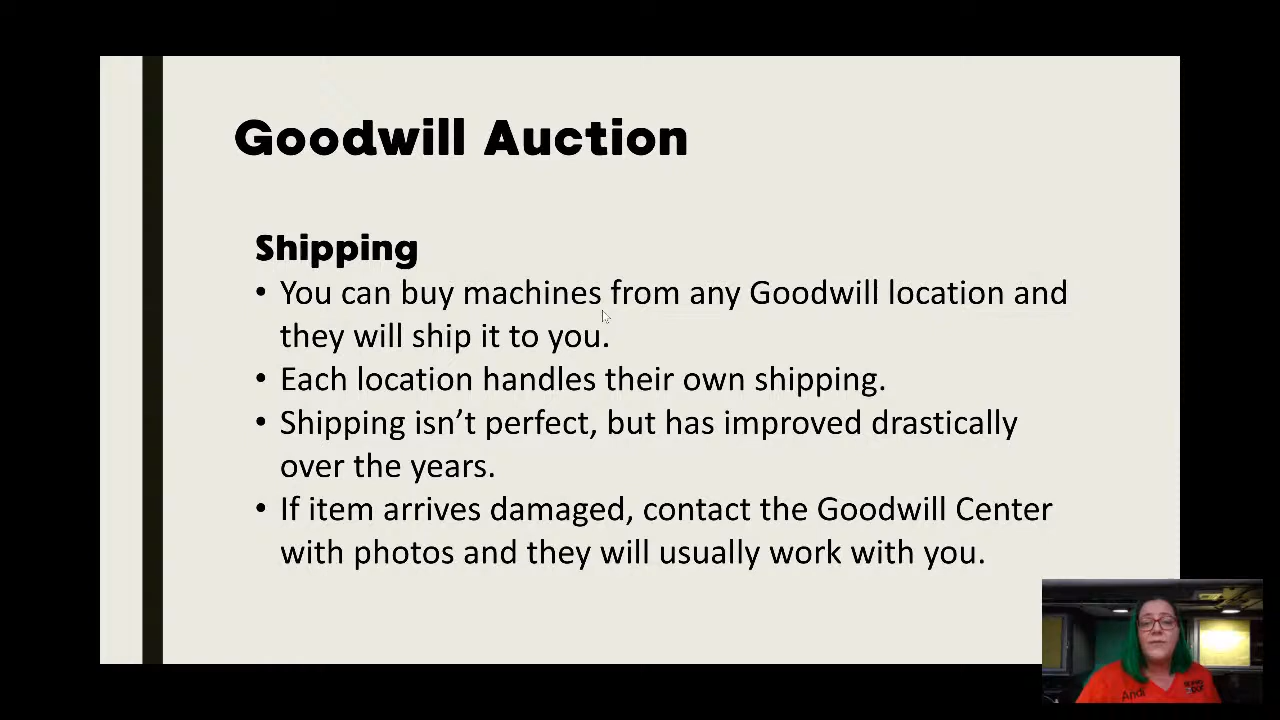 Goodwill Auction
Shipping
• You can buy machines from any Goodwill location and
they will ship it to you.
• Each location handles their own shipping.
• Shipping isn’t perfect, but has improved drastically
over the years.
• If item arrives damaged, contact the Goodwill Center
with photos and they will usually work with you.
Andi